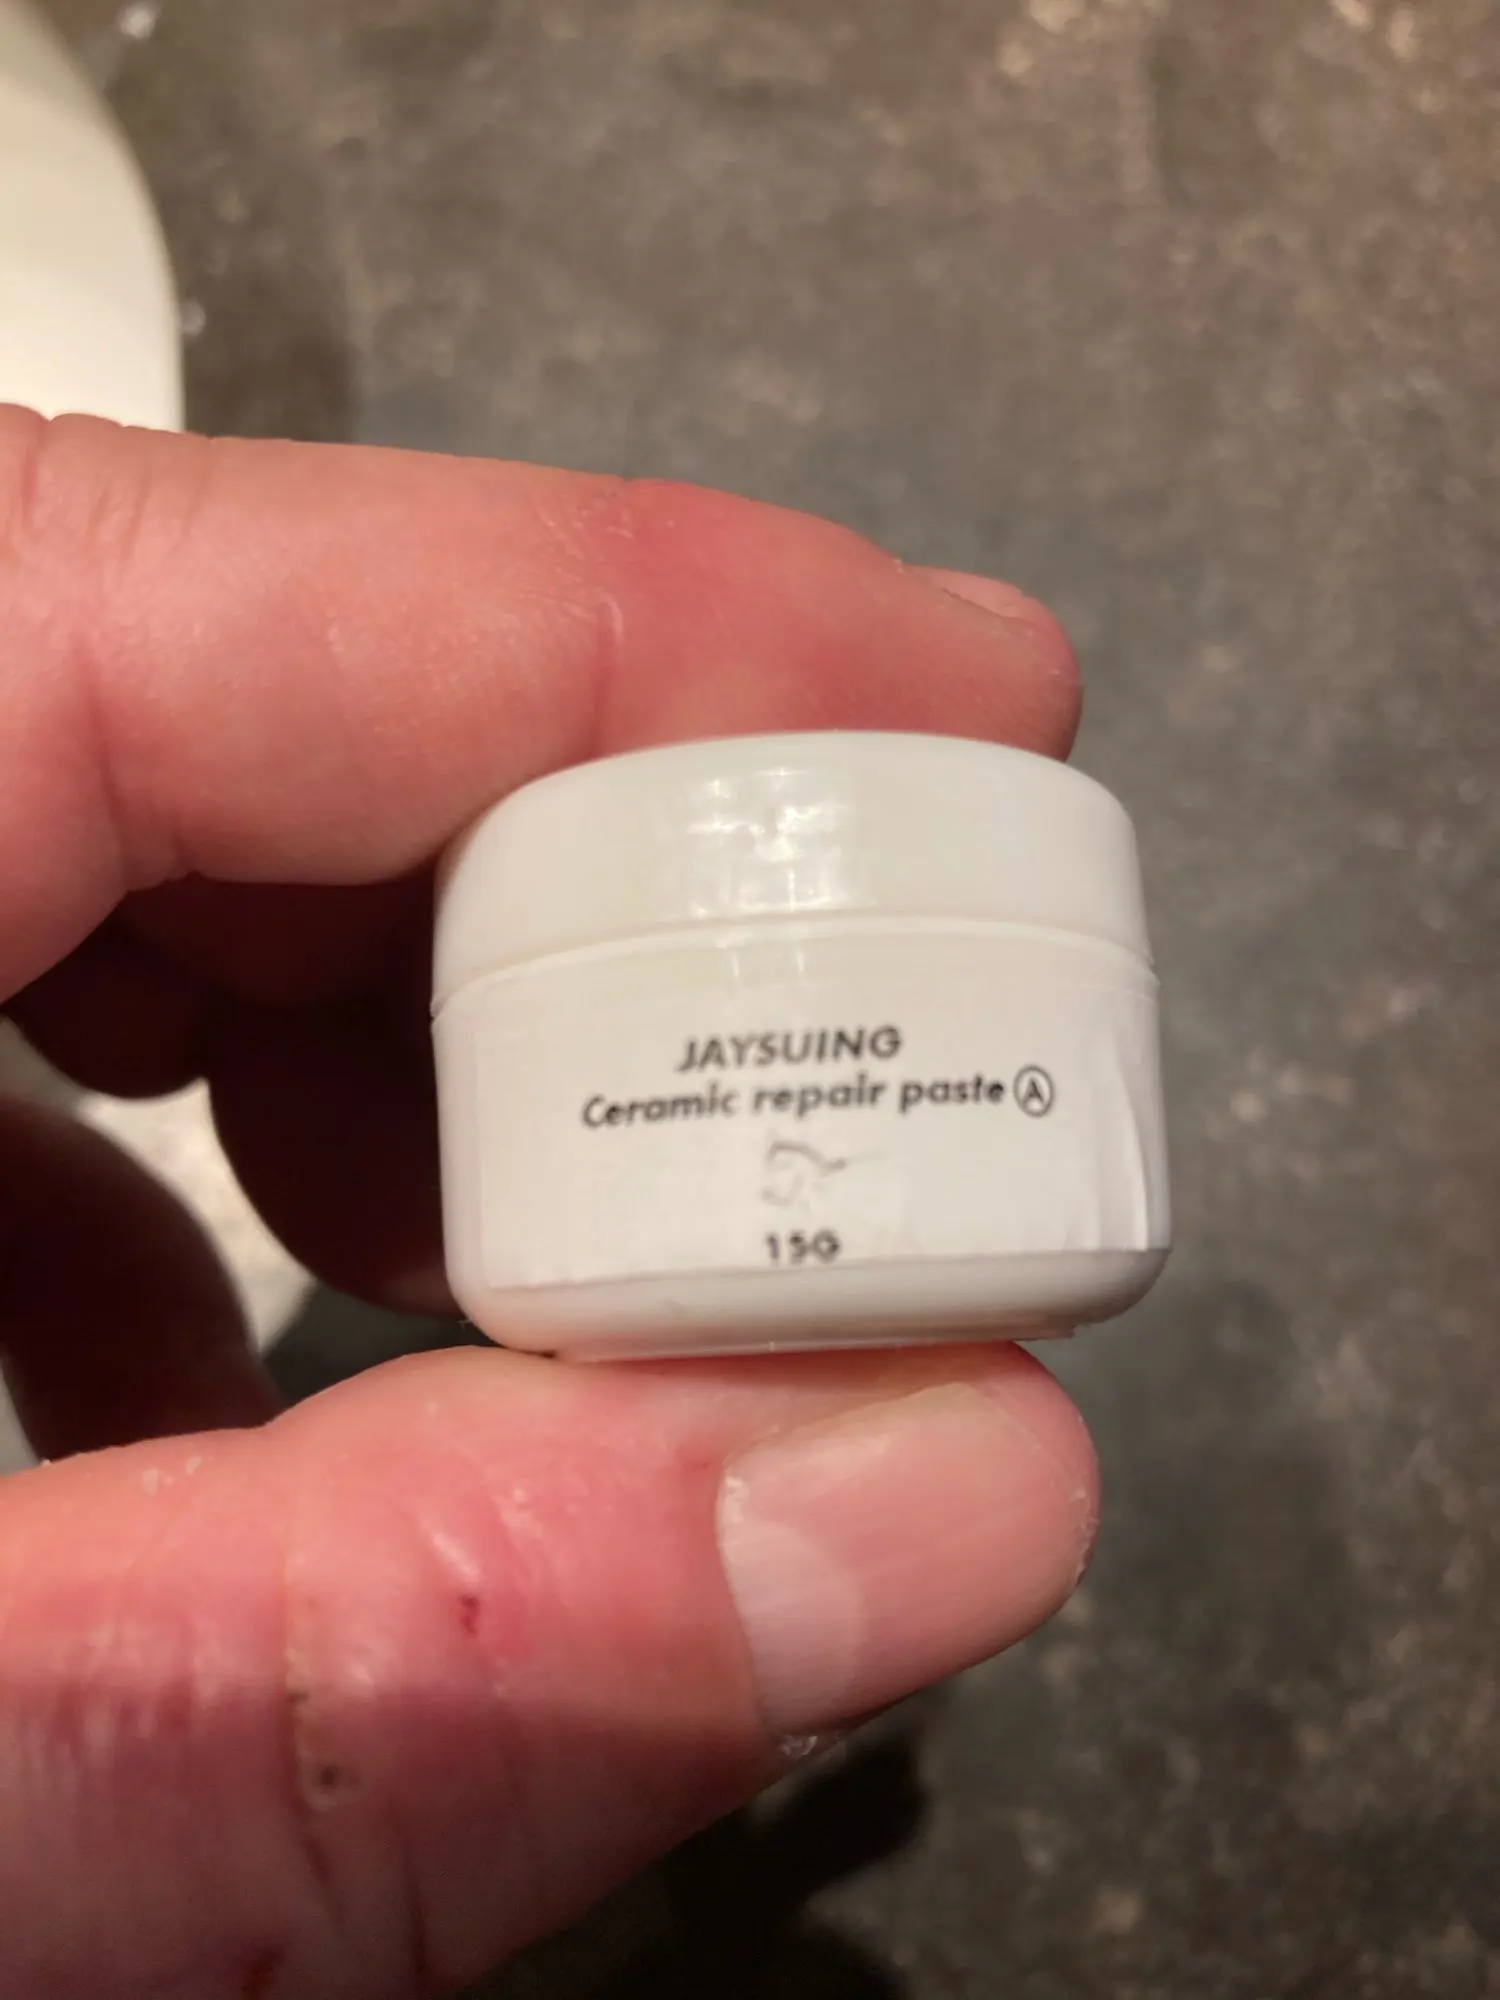 JAYSUING
Ceramic repair paste Ⓐ
15G